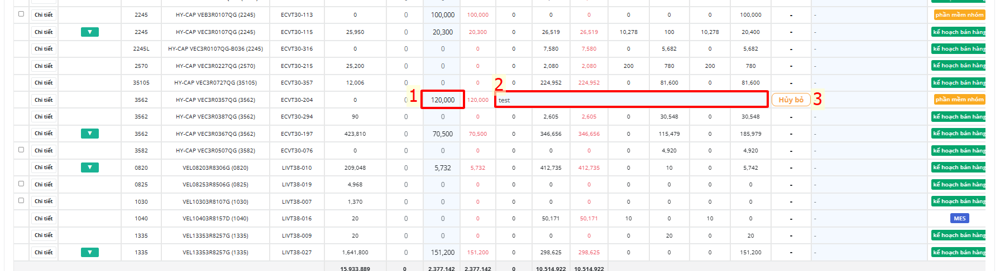 Chi tiết 2245 HY-CAP VEB3R0107QG (2245) ECVT30-113 0 0 100,000 100,000 0 0 0 0 0 0 100,000 - - phần mềm nhóm
Chi tiết ▼ 2245 HY-CAP VEC3R0107QG (2245) ECVT30-115 25,950 0 20,300 20,300 0 26,519 26,519 10,278 100 10,278 20,400 - - kế hoạch bán hàng
Chi tiết 2245L HY-CAP VEC3R0107QG-B036 (2245) ECVT30-316 0 0 0 0 0 7,580 7,580 0 5,682 0 5,682 - - kế hoạch bán hàng
Chi tiết 2570 HY-CAP VEC3R0227QG (2570) ECVT30-215 25,200 0 0 0 0 2,080 2,080 200 780 200 780 - - kế hoạch bán hàng
Chi tiết 35105 HY-CAP VEC3R0727QG (35105) ECVT30-357 12,006 0 0 0 0 224,952 224,952 0 81,600 0 81,600 - - kế hoạch bán hàng
Chi tiết 3562 HY-CAP VEC3R0357QG (3562) ECVT30-204 0 0 1 120,000 120,000 2 test Hủy bỏ 3 phần mềm nhóm
Chi tiết 3562 HY-CAP VEC3R0387QG (3562) ECVT30-294 90 0 0 0 0 2,605 2,605 0 30,548 0 30,548 - - kế hoạch bán hàng
Chi tiết ▼ 3562 HY-CAP VEC3R0367QG (3562) ECVT30-197 423,810 0 70,500 70,500 0 346,656 346,656 0 115,479 0 185,979 - - kế hoạch bán hàng
Chi tiết 3582 HY-CAP VEC3R0507QG (3582) ECVT30-076 0 0 0 0 0 0 0 0 4,920 0 4,920 - - kế hoạch bán hàng
Chi tiết ▼ 0820 VEL08203R8306G (0820) LIVT38-010 209,048 0 5,732 5,732 0 412,735 412,735 0 10 0 5,742 - - kế hoạch bán hàng
Chi tiết 0825 VEL08253R8506G (0825) LIVT38-019 4,968 0 0 0 0 0 0 0 0 0 0 - - kế hoạch bán hàng
Chi tiết 1030 VEL10303R8107G (1030) LIVT38-007 1,370 0 0 0 0 0 0 0 0 0 0 - - kế hoạch bán hàng
Chi tiết 1040 VEL10403R8157D (1040) LIVT38-016 20 0 0 0 0 50,171 50,171 10 0 10 0 - - MES
Chi tiết 1335 VEL13353R8257G (1335) LIVT38-009 20 0 0 0 0 0 0 0 20 0 20 - - kế hoạch bán hàng
Chi tiết ▼ 1335 VEL13353R8257G (1335) LIVT38-027 1,641,800 0 151,200 151,200 0 298,625 298,625 0 0 0 151,200 - - kế hoạch bán hàng
15,933,889 0 2,377,142 2,377,142 0 10,514,922 10,514,922